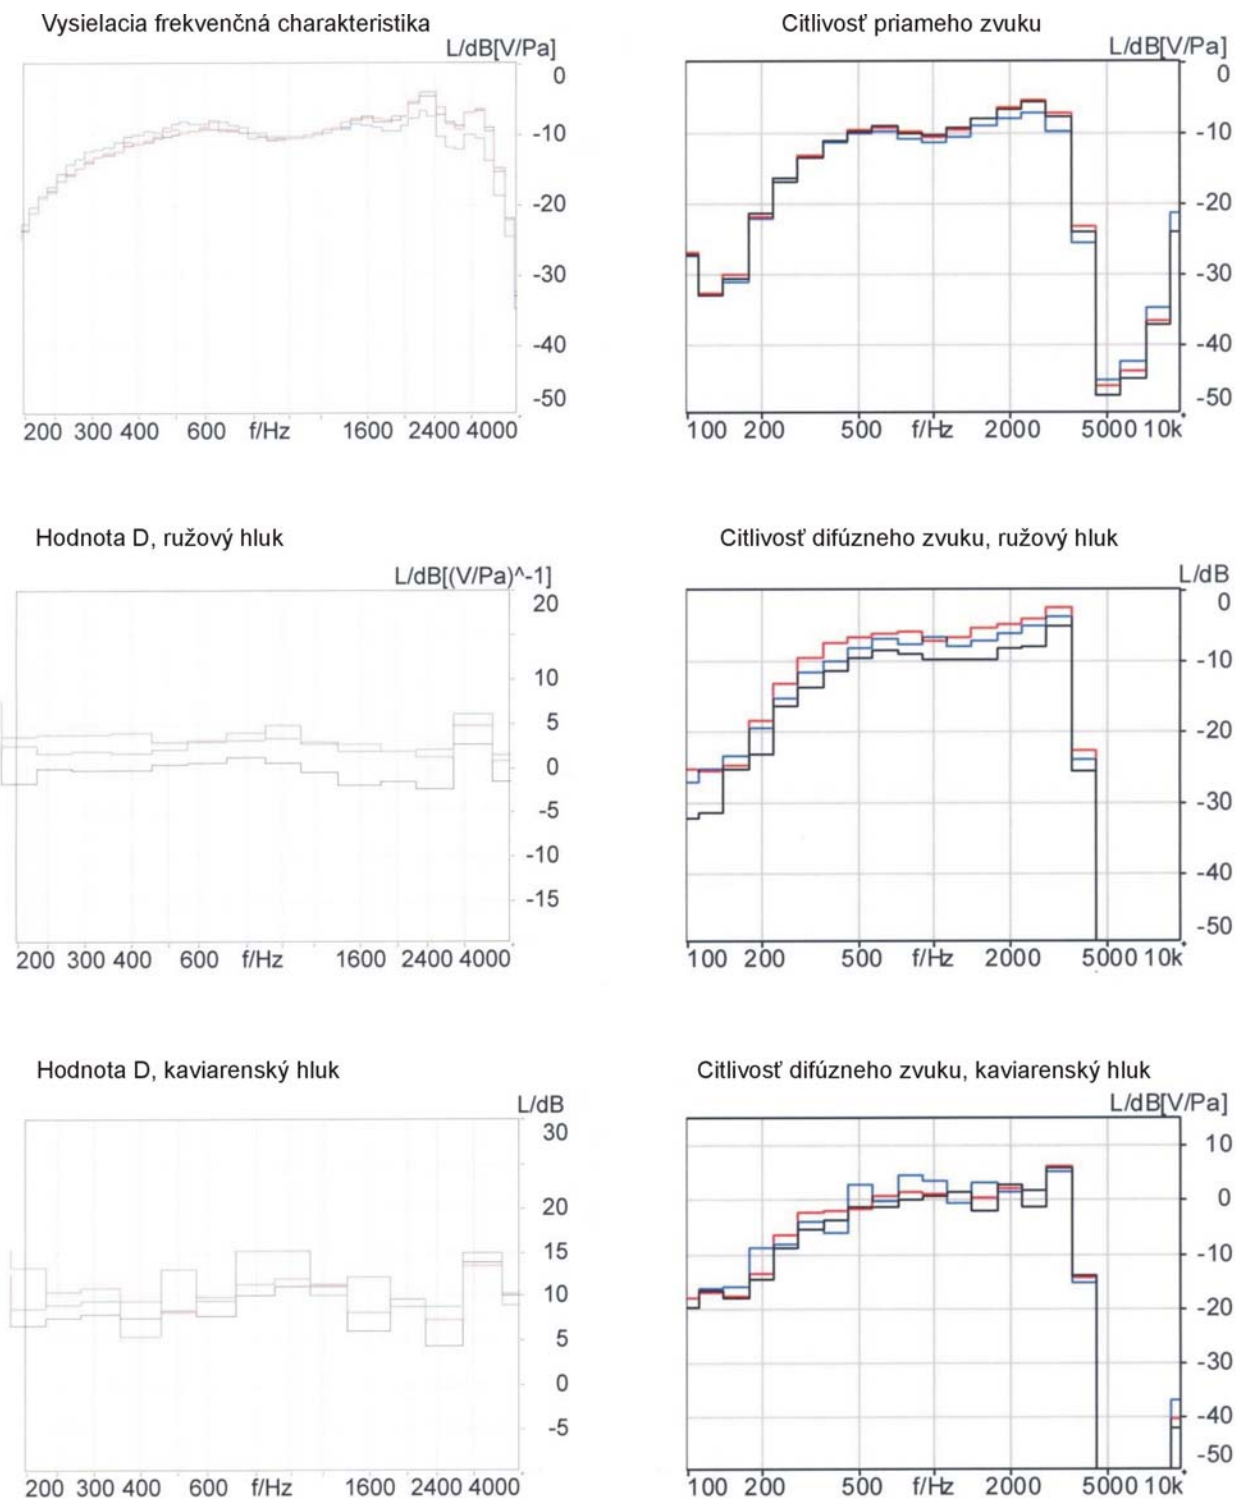 Vysielacia frekvenčná charakteristika
L/dB[V/Pa]
0
-10
-20
-30
-40
-50
200 300 400 600 f/Hz 1600 2400 4000
Citlivosť priameho zvuku
L/dB[V/Pa]
0
-10
-20
-30
-40
-50
100 200 500 f/Hz 2000 5000 10k
Hodnota D, ružový hluk
L/dB[(V/Pa)^-1]
20
10
5
0
-5
-10
-15
200 300 400 600 f/Hz 1600 2400 4000
Citlivosť difúzneho zvuku, ružový hluk
L/dB
0
-10
-20
-30
-40
-50
100 200 500 f/Hz 2000 5000 10k
Hodnota D, kaviarenský hluk
L/dB
30
20
15
10
5
0
-5
200 300 400 600 f/Hz 1600 2400 4000
Citlivosť difúzneho zvuku, kaviarenský hluk
L/dB[V/Pa]
10
0
-10
-20
-30
-40
-50
100 200 500 f/Hz 2000 5000 10k